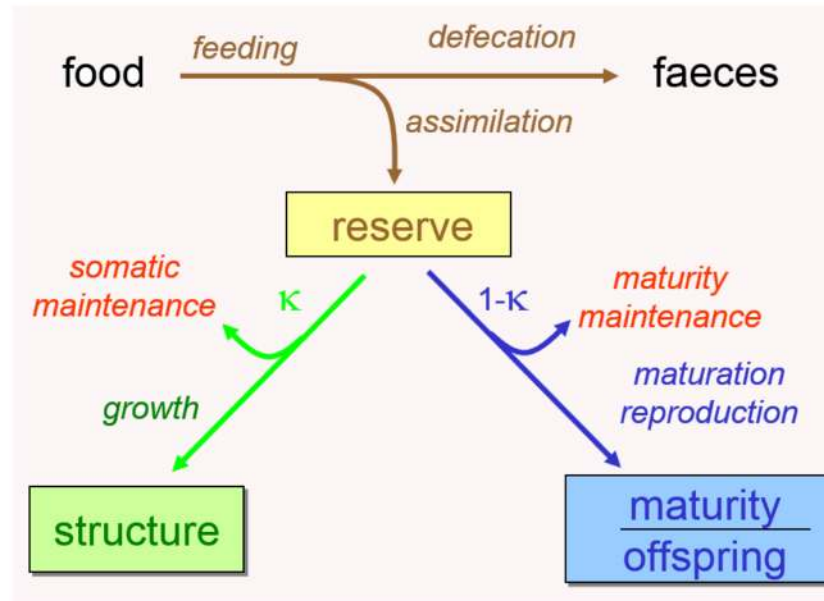 feeding
defecation
food
faeces
assimilation
reserve
somatic
maintenance
κ
1-κ
maturity
maintenance
growth
maturation
reproduction
structure
maturity
offspring